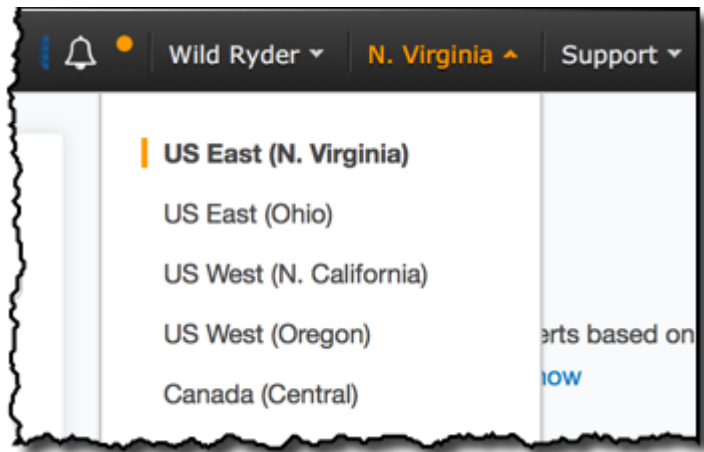 Wild Ryder N. Virginia Support
US East (N. Virginia)
US East (Ohio)
US West (N. California)
US West (Oregon)
erts based on
now
Canada (Central)